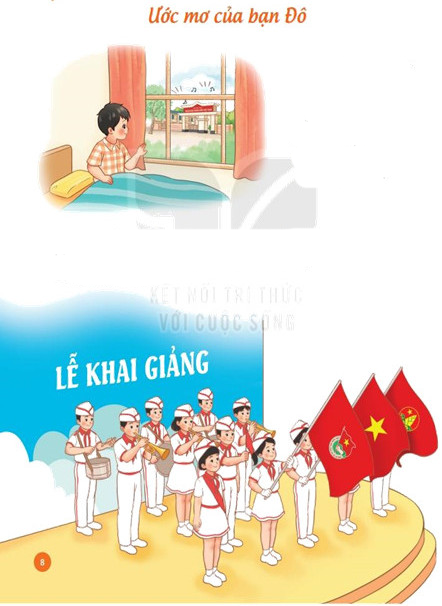 Ước mơ của bạn Đô
KẾT NỐI TRI THỨC
VỚI CUỘC SỐNG
LỄ KHAI GIẢNG
8